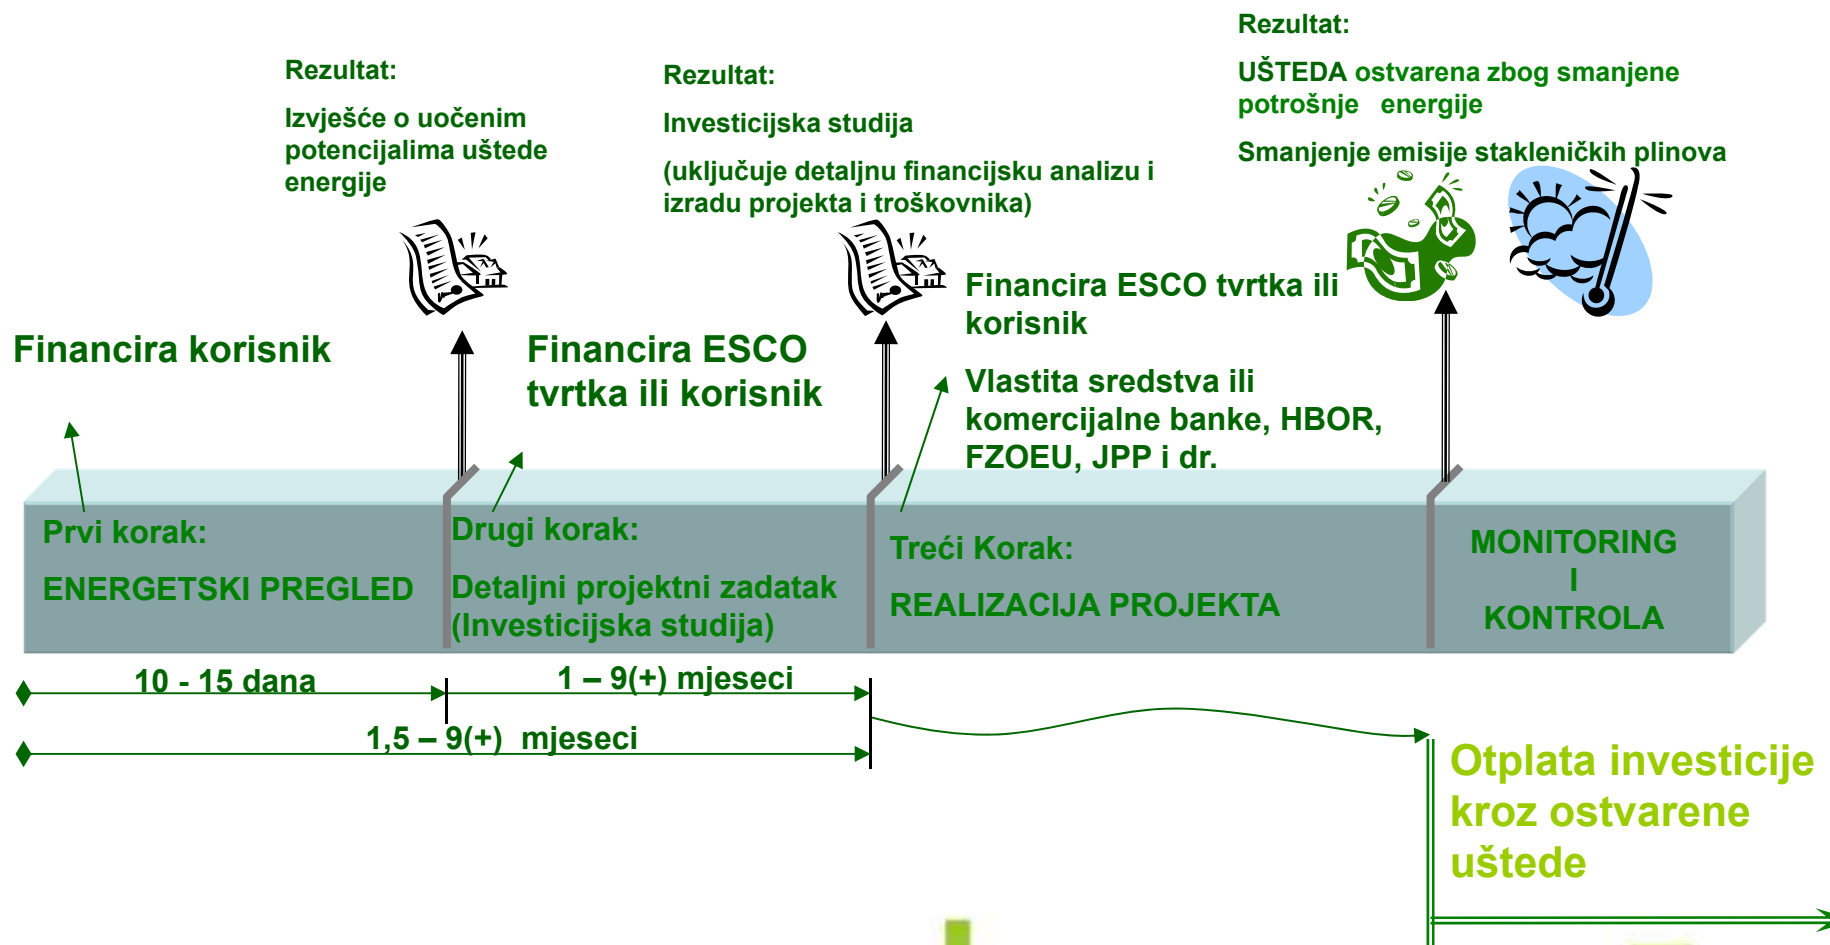 Rezultat:
Izvješće o uočenim
potencijalima uštede
energije
Rezultat:
Investicijska studija
(uključuje detaljnu financijsku analizu i
izradu projekta i troškovnika)
Rezultat:
UŠTEDA ostvarena zbog smanjene
potrošnje energije
Smanjenje emisije stakleničkih plinova
Financira korisnik
Financira ESCO
tvrtka ili korisnik
Financira ESCO tvrtka ili
korisnik
Vlastita sredstva ili
komercijalne banke, HBOR,
FZOEU, JPP i dr.
Prvi korak:
ENERGETSKI PREGLED
Drugi korak:
Detaljni projektni zadatak
(Investicijska studija)
Treći Korak:
REALIZACIJA PROJEKTA
MONITORING
I
KONTROLA
10 - 15 dana
1 – 9(+) mjeseci
1,5 – 9(+) mjeseci
Otplata investicije
kroz ostvarene
uštede